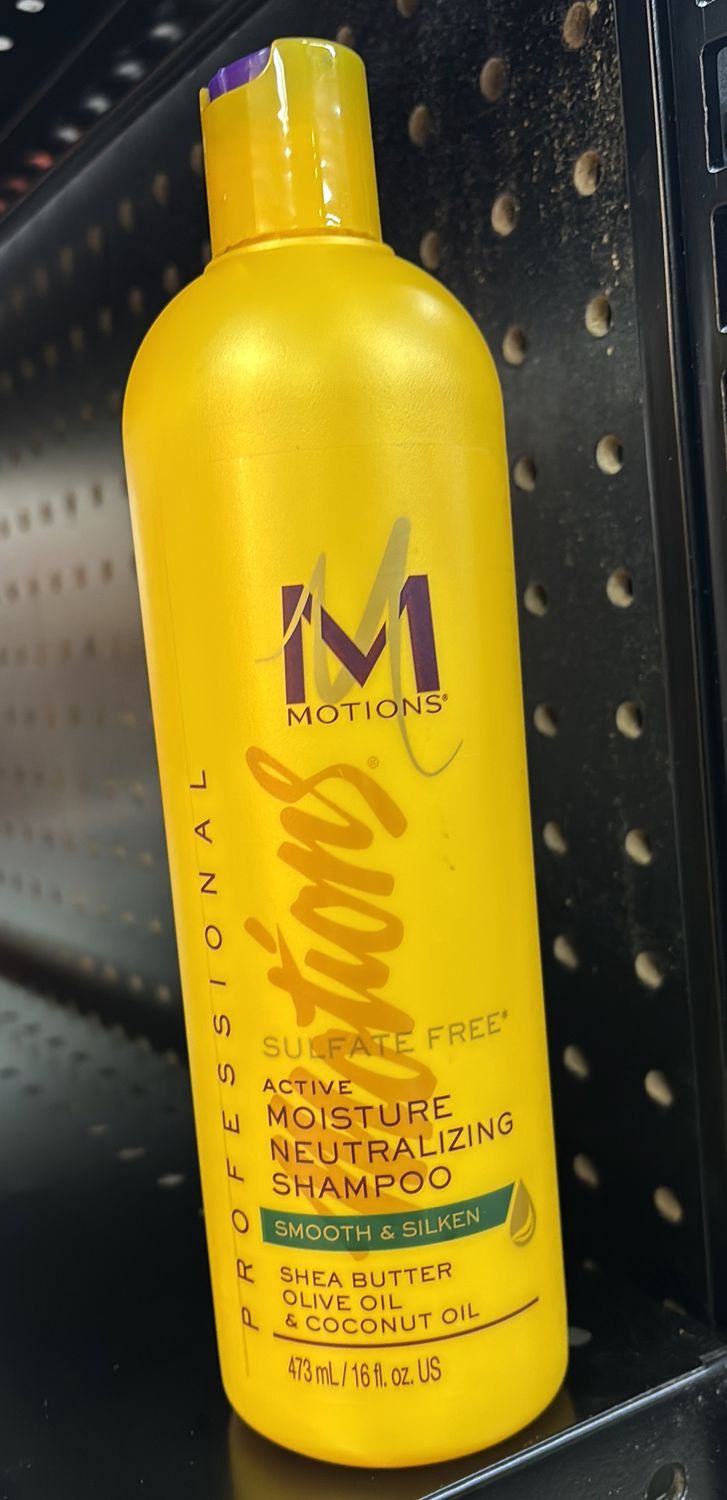 M
MOTIONS®
motions®
PROFESSIONAL
SULFATE FREE*
ACTIVE
MOISTURE
NEUTRALIZING
SHAMPOO
SMOOTH & SILKEN
SHEA BUTTER
OLIVE OIL
& COCONUT OIL
473 mL / 16 fl. oz. US